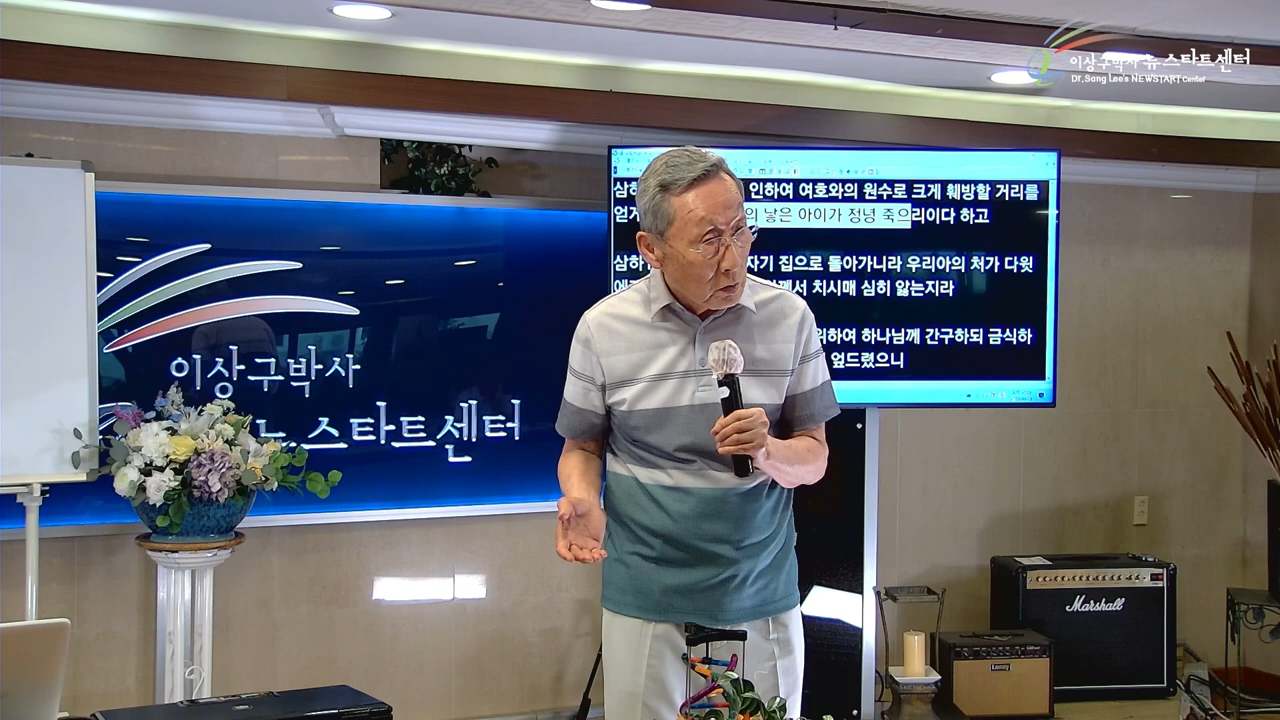 이상구박사 뉴스타트센터
Dr. Sang Lee's NEWSTART Center
삼하 인하여 여호와의 원수로 크게 훼방할 거리를
얻게 낳은 아이가 정녕 죽으리이다 하고
삼하 자기 집으로 돌아가니라 우리아의 처가 다윗
치시매 심히 앓는지라
위하여 하나님께 간구하되 금식하
엎드렸으니
이상구박사
스타트센터
Marshall
Laney